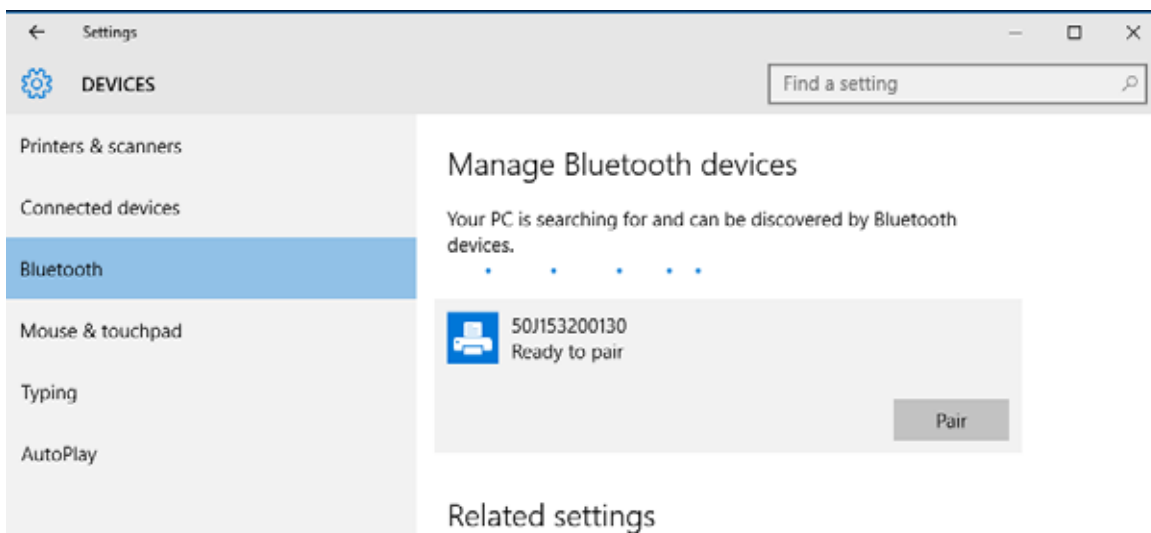 Settings
DEVICES
Find a setting
Printers & scanners
Connected devices
Bluetooth
Mouse & touchpad
Typing
AutoPlay
Manage Bluetooth devices
Your PC is searching for and can be discovered by Bluetooth
devices.
50J153200130
Ready to pair
Pair
Related settings